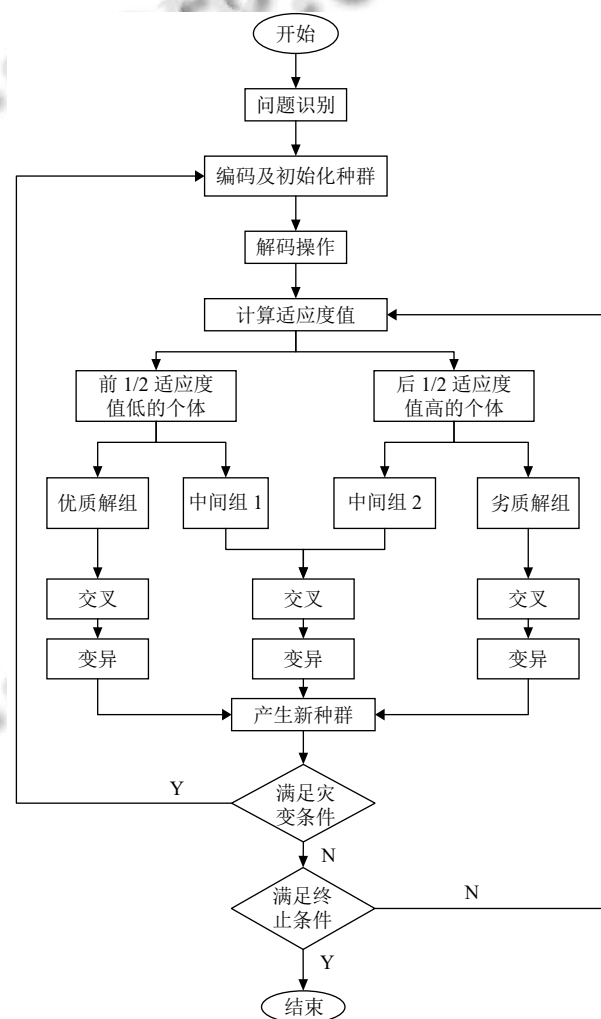 开始
问题识别
编码及初始化种群
解码操作
计算适应度值
前 1/2 适应度
值低的个体
后 1/2 适应度
值高的个体
优质解组
中间组 1
中间组 2
劣质解组
交叉
交叉
交叉
变异
变异
变异
产生新种群
Y
满足灾
变条件
N
满足终
止条件
N
Y
结束